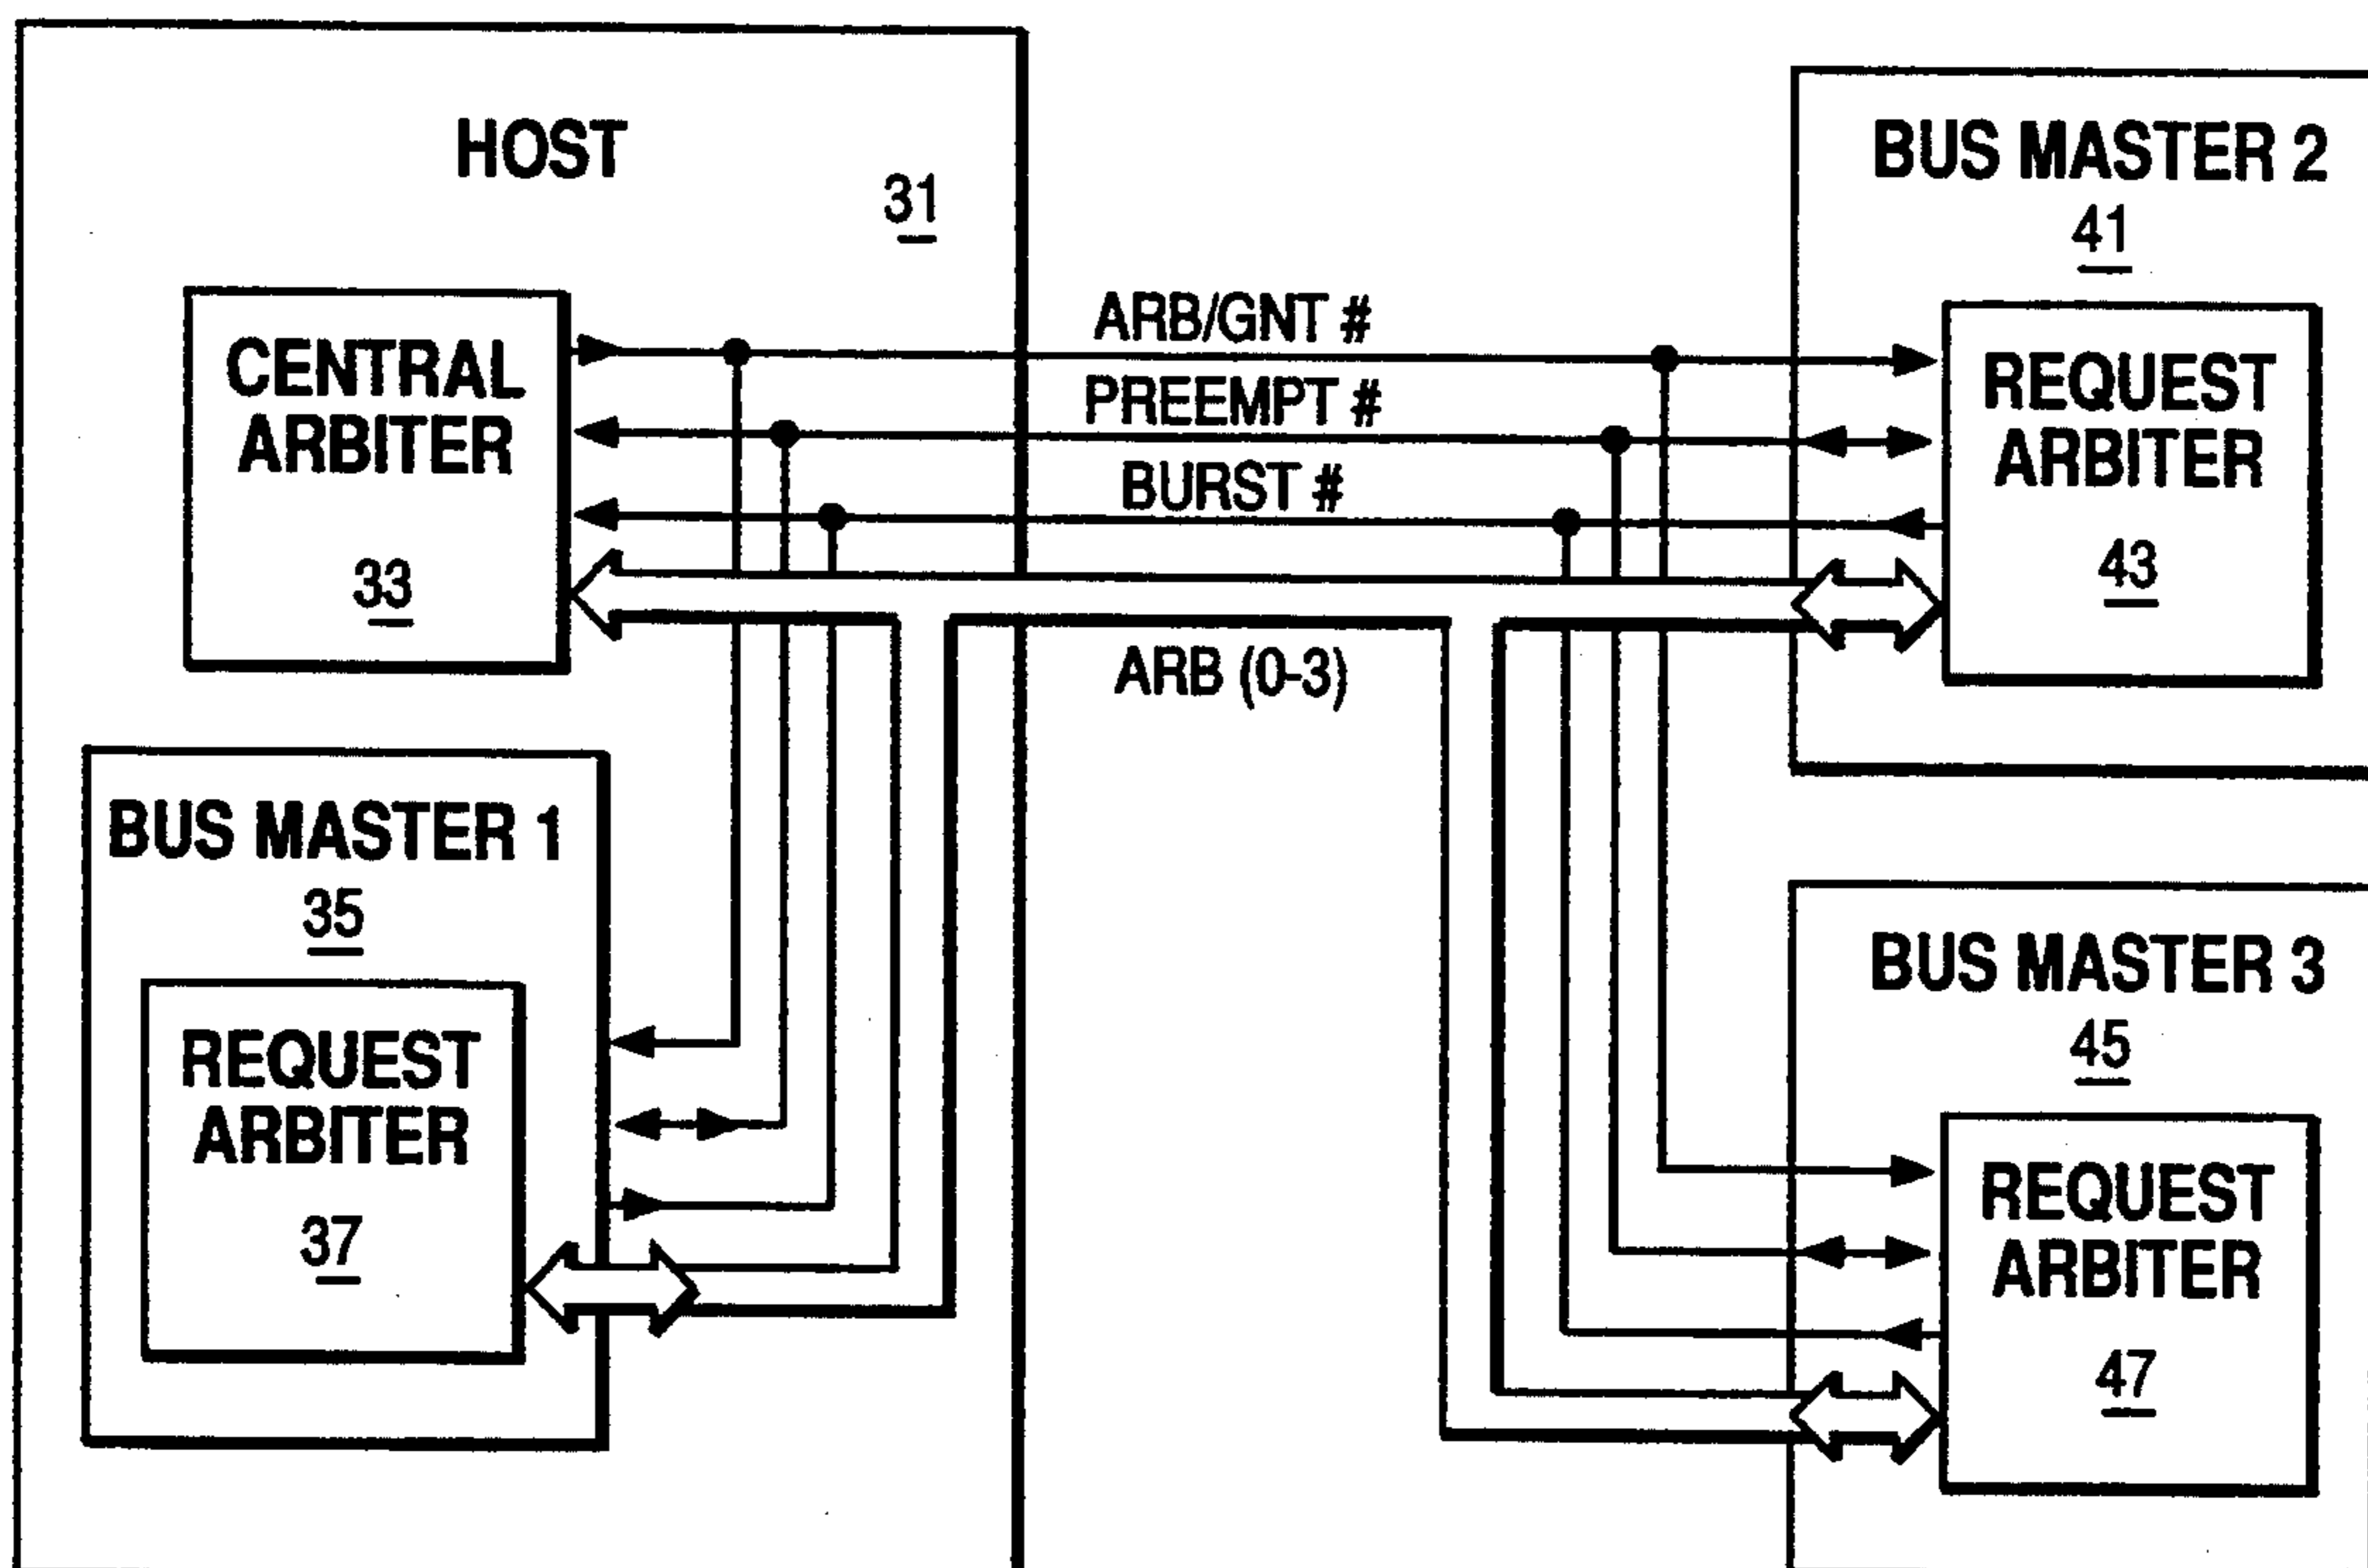 HOST
31
CENTRAL
ARBITER
33
BUS MASTER 1
35
REQUEST
ARBITER
37
ARB/GNT #
PREEMPT #
BURST #
ARB (0-3)
BUS MASTER 2
41
REQUEST
ARBITER
43
BUS MASTER 3
45
REQUEST
ARBITER
47